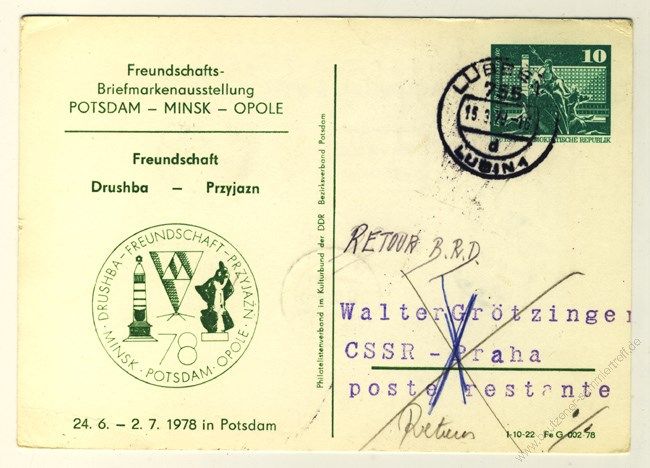 Freundschafts-
Briefmarkenausstellung
POTSDAM – MINSK – OPOLE
Freundschaft
Drushba – Przyjazn
DRUSHBA-FREUNDSCHAFT-PRZYJAZN
78
MINSK · POTSDAM-OPOLE
24. 6. – 2. 7. 1978 in Potsdam
Philatelistenverband im Kulturbund der DDR Bezirksverband Potsdam
10
DEMOKRATISCHE REPUBLIK
d
LUBIN 1
RETOUR B.R.D.
Walter Grötzinger
CSSR - Praha
poste restante
Retour
I-10-22 Fe G 002 78